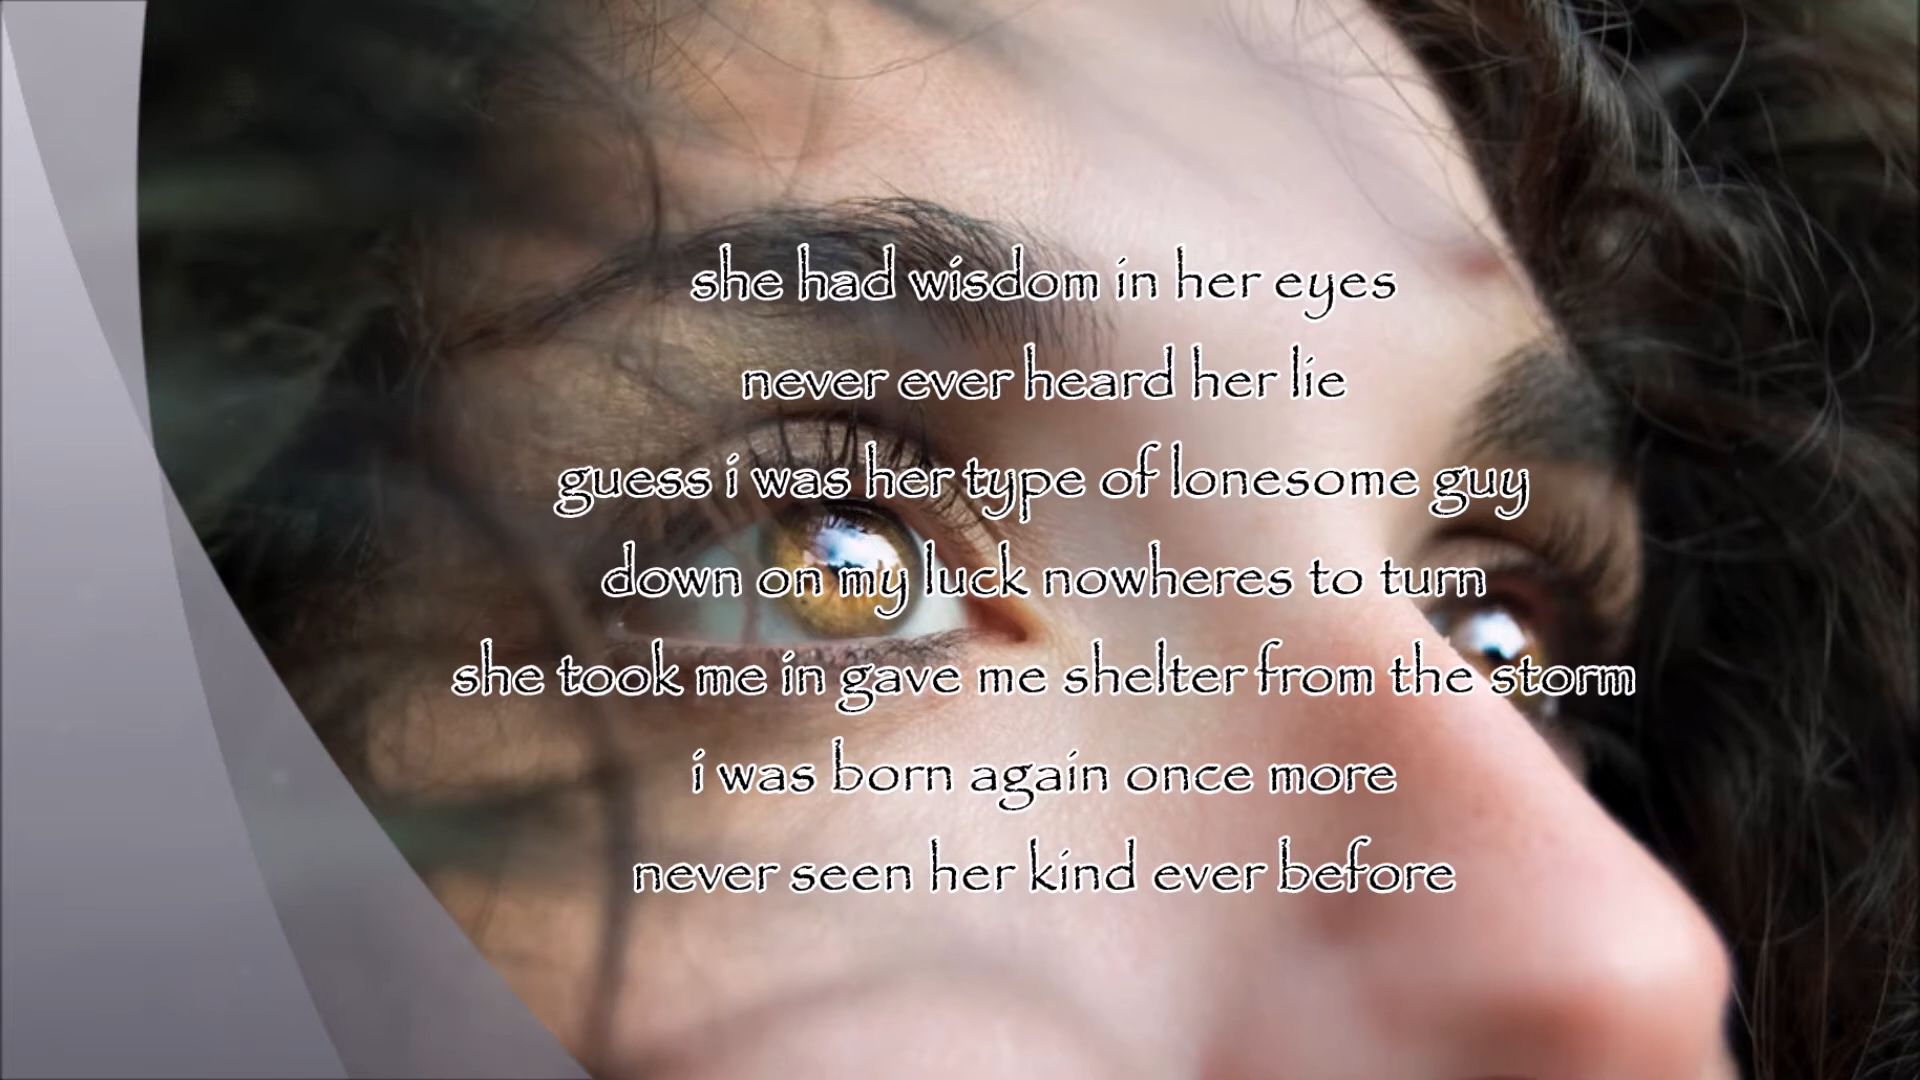 she had wisdom in her eyes
never ever heard her lie
guess i was her type of lonesome guy
down on my luck nowheres to turn
she took me in gave me shelter from the storm
i was born again once more
never seen her kind ever before